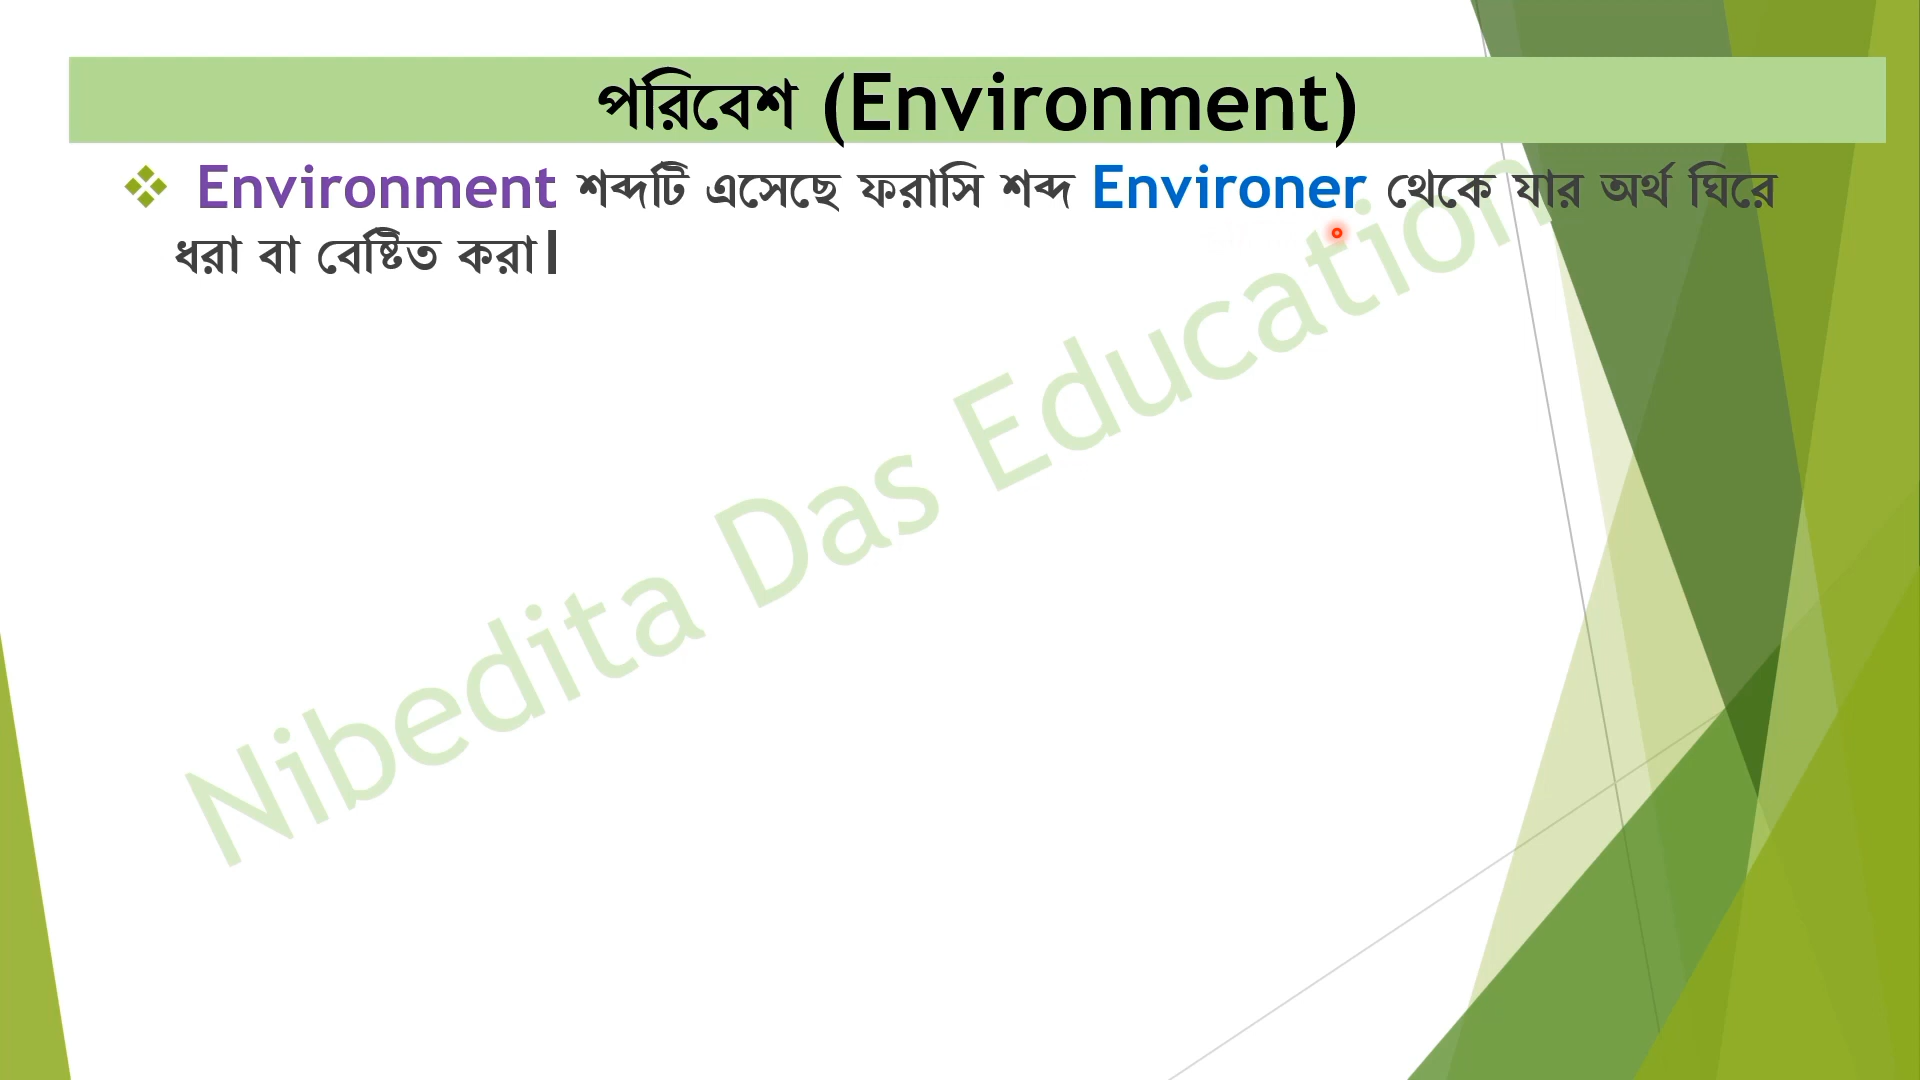 পরিবেশ (Environment)
❖ Environment শব্দটি এসেছে ফরাসি শব্দ Environer থেকে যার অর্থ ঘিরে
ধরা বা বেষ্টিত করা।
Nibedita Das Education